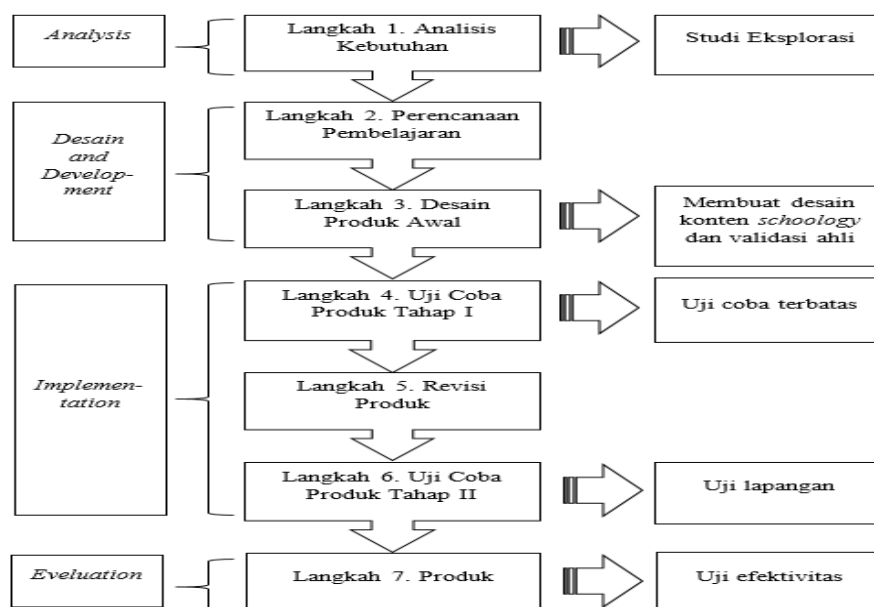 Analysis
Langkah 1. Analisis
Kebutuhan
Studi Eksplorasi
Desain
and
Develop-
ment
Langkah 2. Perencanaan
Pembelajaran
Langkah 3. Desain
Produk Awal
Membuat desain
konten schoology
dan validasi ahli
Implemen-
tation
Langkah 4. Uji Coba
Produk Tahap I
Uji coba terbatas
Langkah 5. Revisi
Produk
Langkah 6. Uji Coba
Produk Tahap II
Uji lapangan
Eveluation
Langkah 7. Produk
Uji efektivitas